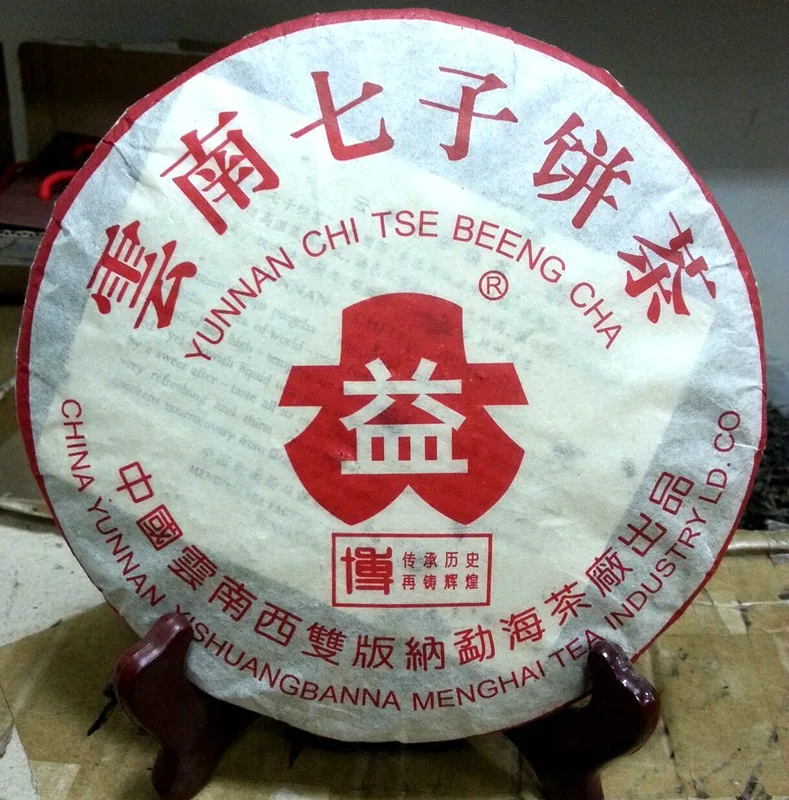 雲南七子餅茶
YUNNAN CHI TSE BEENG CHA
®
益
博
传承历史
再铸辉煌
中國雲南西雙版納勐海茶廠出品
CHINA YUNNAN XISHUANGBANNA MENGHAI TEA INDUSTRY LD. CO